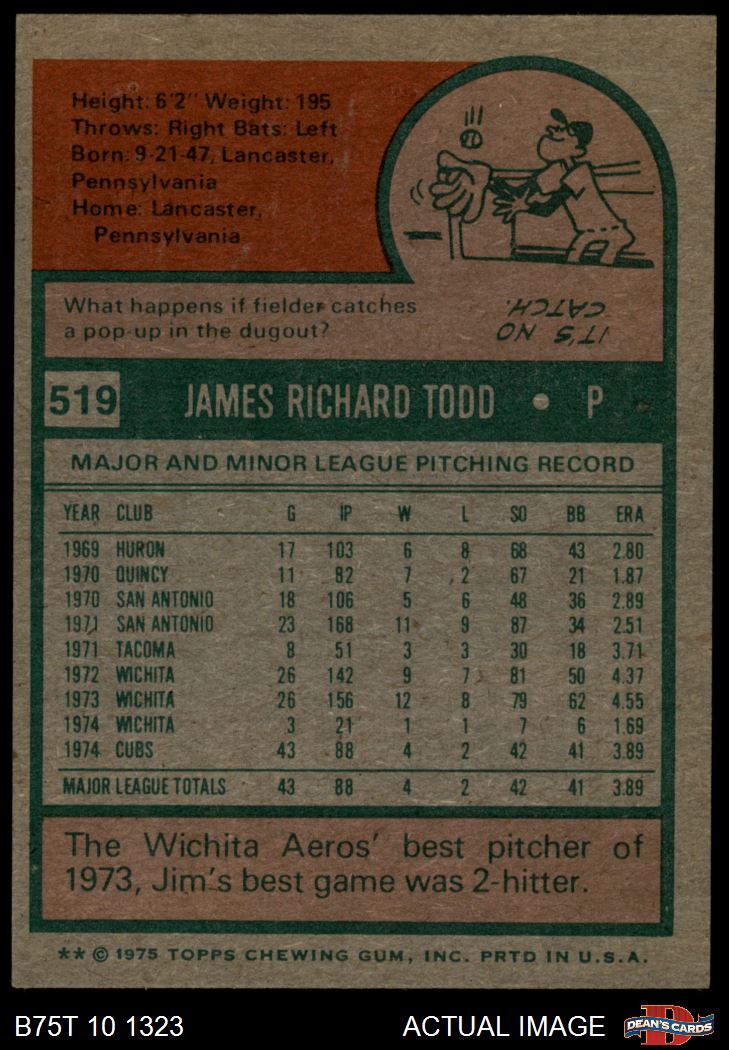 Height: 6'2" Weight: 195
Throws: Right Bats: Left
Born: 9-21-47, Lancaster,
Pennsylvania
Home: Lancaster,
Pennsylvania
What happens if fielder catches
a pop-up in the dugout?
IT'S NO
CATCH.
519 JAMES RICHARD TODD • P
MAJOR AND MINOR LEAGUE PITCHING RECORD
YEAR CLUB G IP W L SO BB ERA
1969 HURON 17 103 6 8 68 43 2.80
1970 QUINCY 11 82 7 2 67 21 1.87
1970 SAN ANTONIO 18 106 5 6 48 36 2.89
1971 SAN ANTONIO 23 168 11 9 87 34 2.51
1971 TACOMA 8 51 3 3 30 18 3.71
1972 WICHITA 26 142 9 7 81 50 4.37
1973 WICHITA 26 156 12 8 79 62 4.55
1974 WICHITA 3 21 1 1 7 6 1.69
1974 CUBS 43 88 4 2 42 41 3.89
MAJOR LEAGUE TOTALS 43 88 4 2 42 41 3.89
The Wichita Aeros' best pitcher of
1973, Jim's best game was 2-hitter.
** © 1975 TOPPS CHEWING GUM, INC. PRTD IN U.S.A.
B75T 10 1323 ACTUAL IMAGE D DEAN'S CARDS